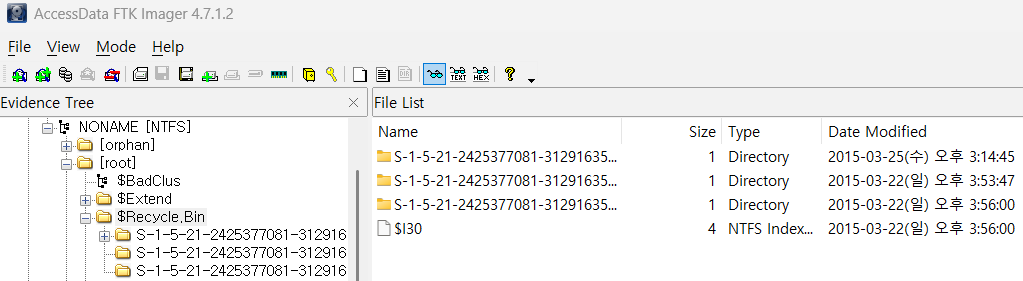 AccessData FTK Imager 4.7.1.2
File View Mode Help
TEXT HEX ?
Evidence Tree
NONAME [NTFS]
[orphan]
[root]
$BadClus
$Extend
$Recycle,Bin
S-1-5-21-2425377081-312916
S-1-5-21-2425377081-312916
S-1-5-21-2425377081-312916
File List
Name Size Type Date Modified
S-1-5-21-2425377081-31291635... 1 Directory 2015-03-25(수) 오후 3:14:45
S-1-5-21-2425377081-31291635... 1 Directory 2015-03-22(일) 오후 3:53:47
S-1-5-21-2425377081-31291635... 1 Directory 2015-03-22(일) 오후 3:56:00
$I30 4 NTFS Index... 2015-03-22(일) 오후 3:56:00